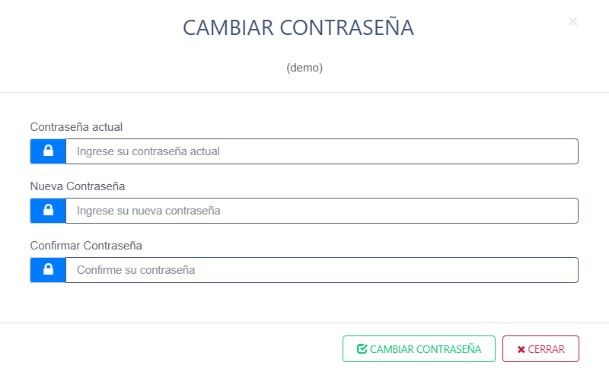 CAMBIAR CONTRASEÑA
×
(demo)
Contraseña actual
Ingrese su contraseña actual
Nueva Contraseña
Ingrese su nueva contraseña
Confirmar Contraseña
Confirme su contraseña
CAMBIAR CONTRASEÑA
CERRAR